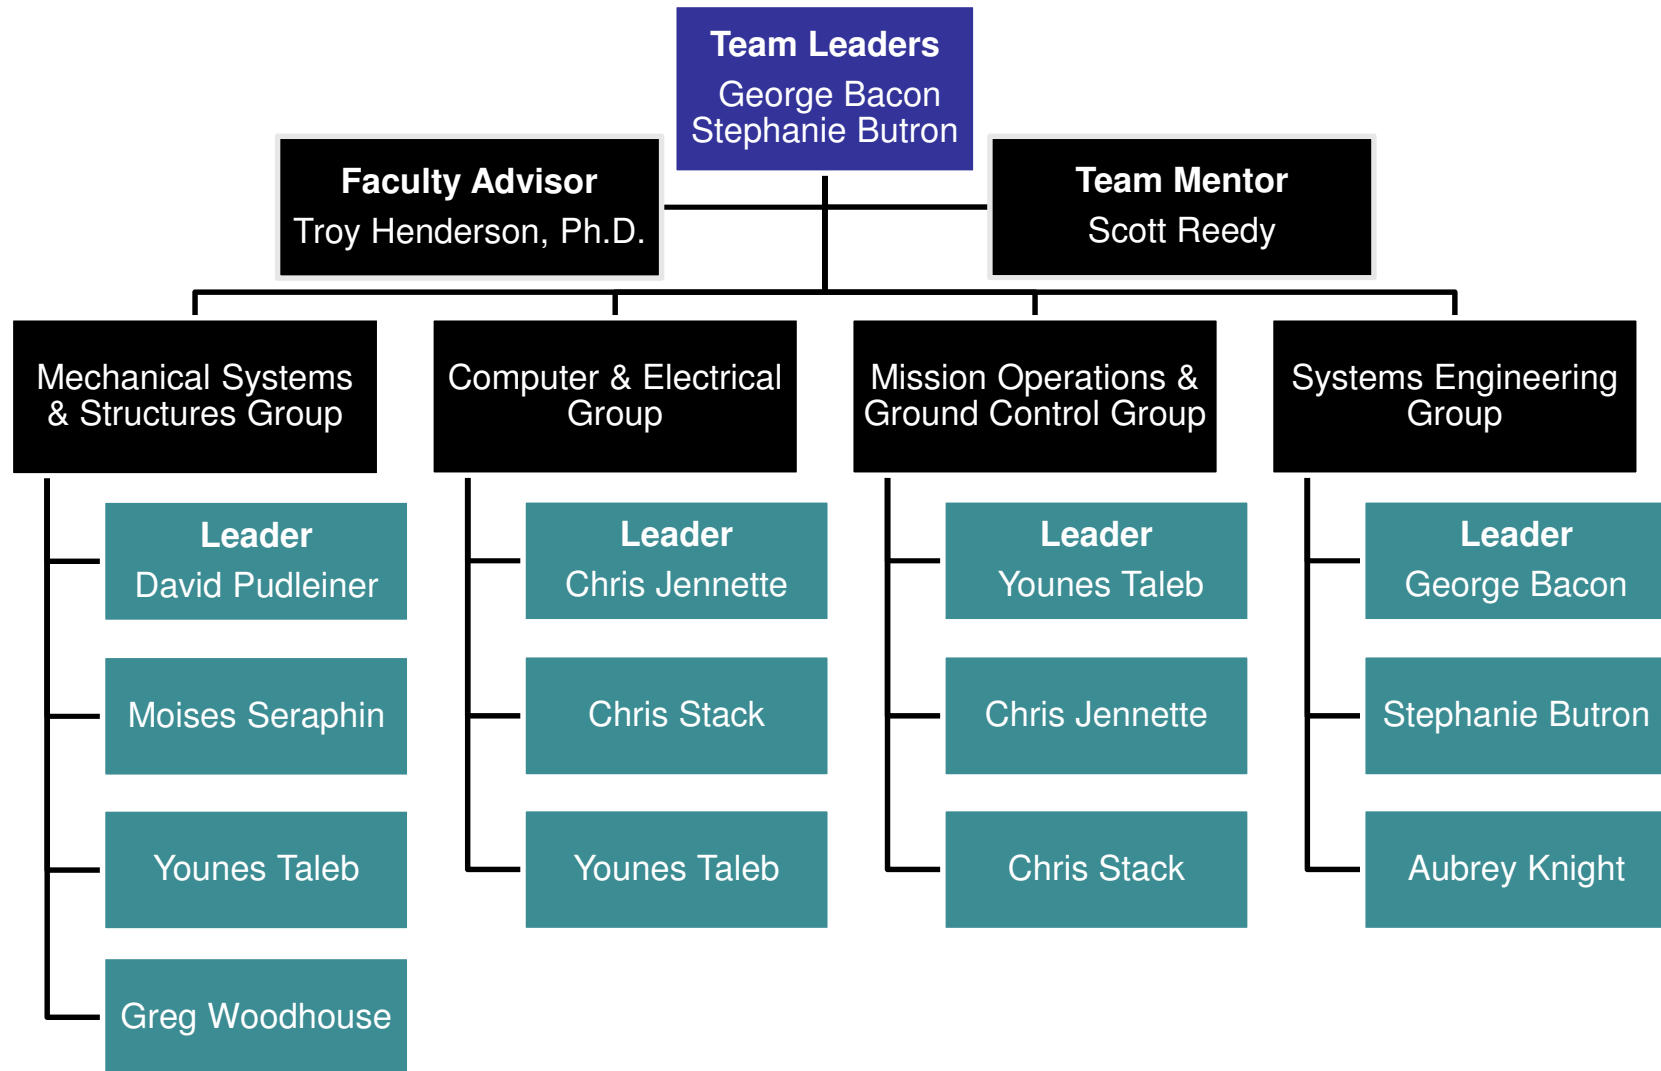 Team Leaders
George Bacon
Stephanie Butron
Faculty Advisor
Troy Henderson, Ph.D.
Team Mentor
Scott Reedy
Mechanical Systems
& Structures Group
Computer & Electrical
Group
Mission Operations &
Ground Control Group
Systems Engineering
Group
Leader
David Pudleiner
Moises Seraphin
Younes Taleb
Greg Woodhouse
Leader
Chris Jennette
Chris Stack
Younes Taleb
Leader
Younes Taleb
Chris Jennette
Chris Stack
Leader
George Bacon
Stephanie Butron
Aubrey Knight